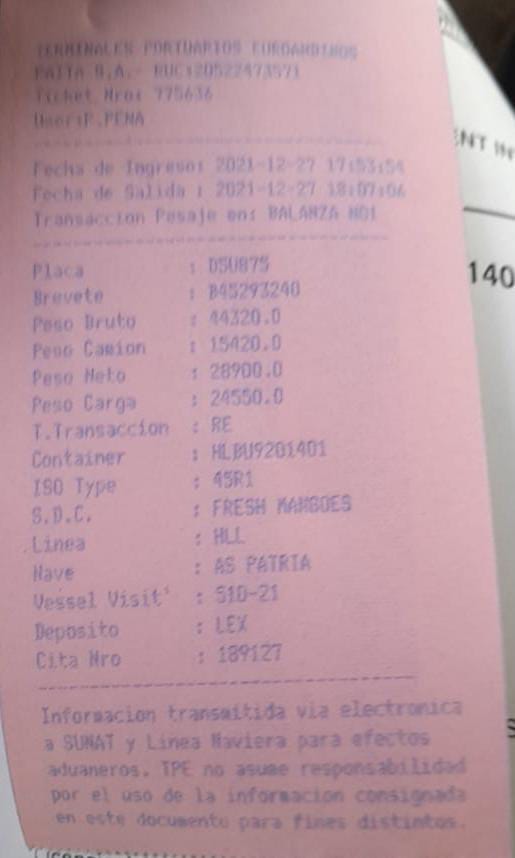 TERMINALES PORTUARIOS EUROANDINOS
PAITA S.A.- RUC:20522473571
Ticket Nro: 775636
User:P.PENA
Fecha de Ingreso: 2021-12-27 17:53:54
Fecha de Salida : 2021-12-27 18:07:06
Transaccion Pesaje en: BALANZA NO1
Placa : D5U875
Brevete : B45293240
Peso Bruto : 44320.0
Peso Camion : 15420.0
Peso Neto : 28900.0
Peso Carga : 24550.0
T.Transaccion : RE
Container : HLBU9201401
ISO Type : 45R1
S.D.C. : FRESH MANGOES
Linea : HLL
Nave : AS PATRIA
Vessel Visit : 510-21
Deposito : LEX
Cita Nro : 189127
Informacion transmitida via electronica
a SUNAT y Linea Naviera para efectos
aduaneros. TPE no asume responsabilidad
por el uso de la informacion consignada
en este documento para fines distintos.
ENT IN
140